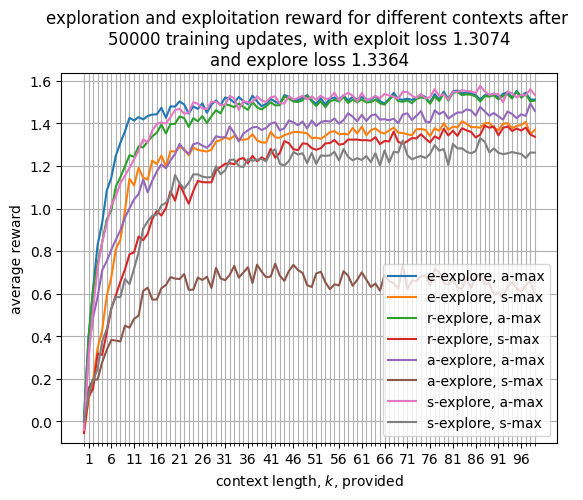 exploration and exploitation reward for different contexts after
50000 training updates, with exploit loss 1.3074
and explore loss 1.3364
1.6
1.4
1.2
1.0
0.8
0.6
0.4
0.2
0.0
average reward
e-explore, a-max
e-explore, s-max
r-explore, a-max
r-explore, s-max
a-explore, a-max
a-explore, s-max
s-explore, a-max
s-explore, s-max
1 6 11 16 21 26 31 36 41 46 51 56 61 66 71 76 81 86 91 96
context length, k, provided